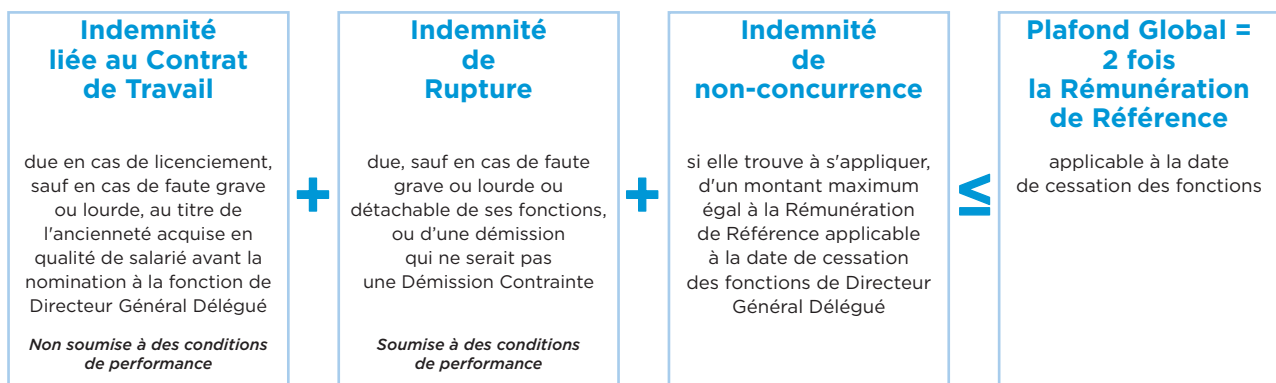 Indemnité
liée au Contrat
de Travail
due en cas de licenciement,
sauf en cas de faute grave
ou lourde, au titre de
l'ancienneté acquise en
qualité de salarié avant la
nomination à la fonction de
Directeur Général Délégué
Non soumise à des conditions
de performance
+
Indemnité
de
Rupture
due, sauf en cas de faute
grave ou lourde ou
détachable de ses fonctions,
ou d’une démission
qui ne serait pas
une Démission Contrainte
Soumise à des conditions
de performance
+
Indemnité
de
non-concurrence
si elle trouve à s'appliquer,
d'un montant maximum
égal à la Rémunération
de Référence applicable
à la date de cessation
des fonctions de Directeur
Général Délégué
≤
Plafond Global =
2 fois
la Rémunération
de Référence
applicable à la date
de cessation des fonctions